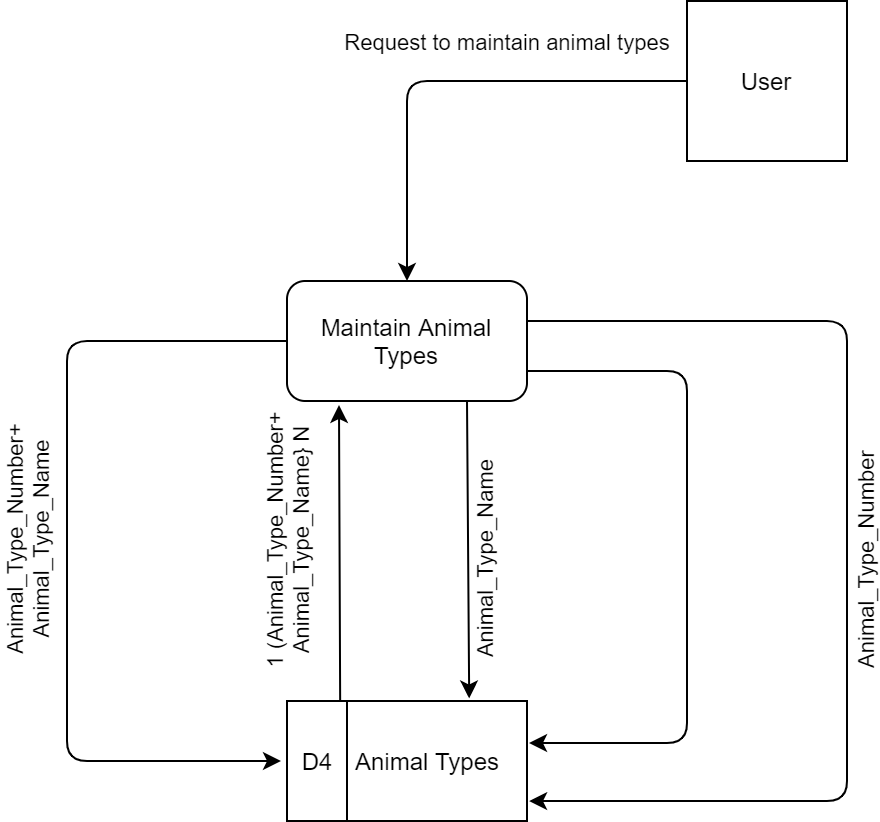 Request to maintain animal types
User
Maintain Animal
Types
Animal_Type_Number+
Animal_Type_Name
1 (Animal_Type_Number+
Animal_Type_Name} N
Animal_Type_Name
Animal_Type_Number
D4
Animal Types